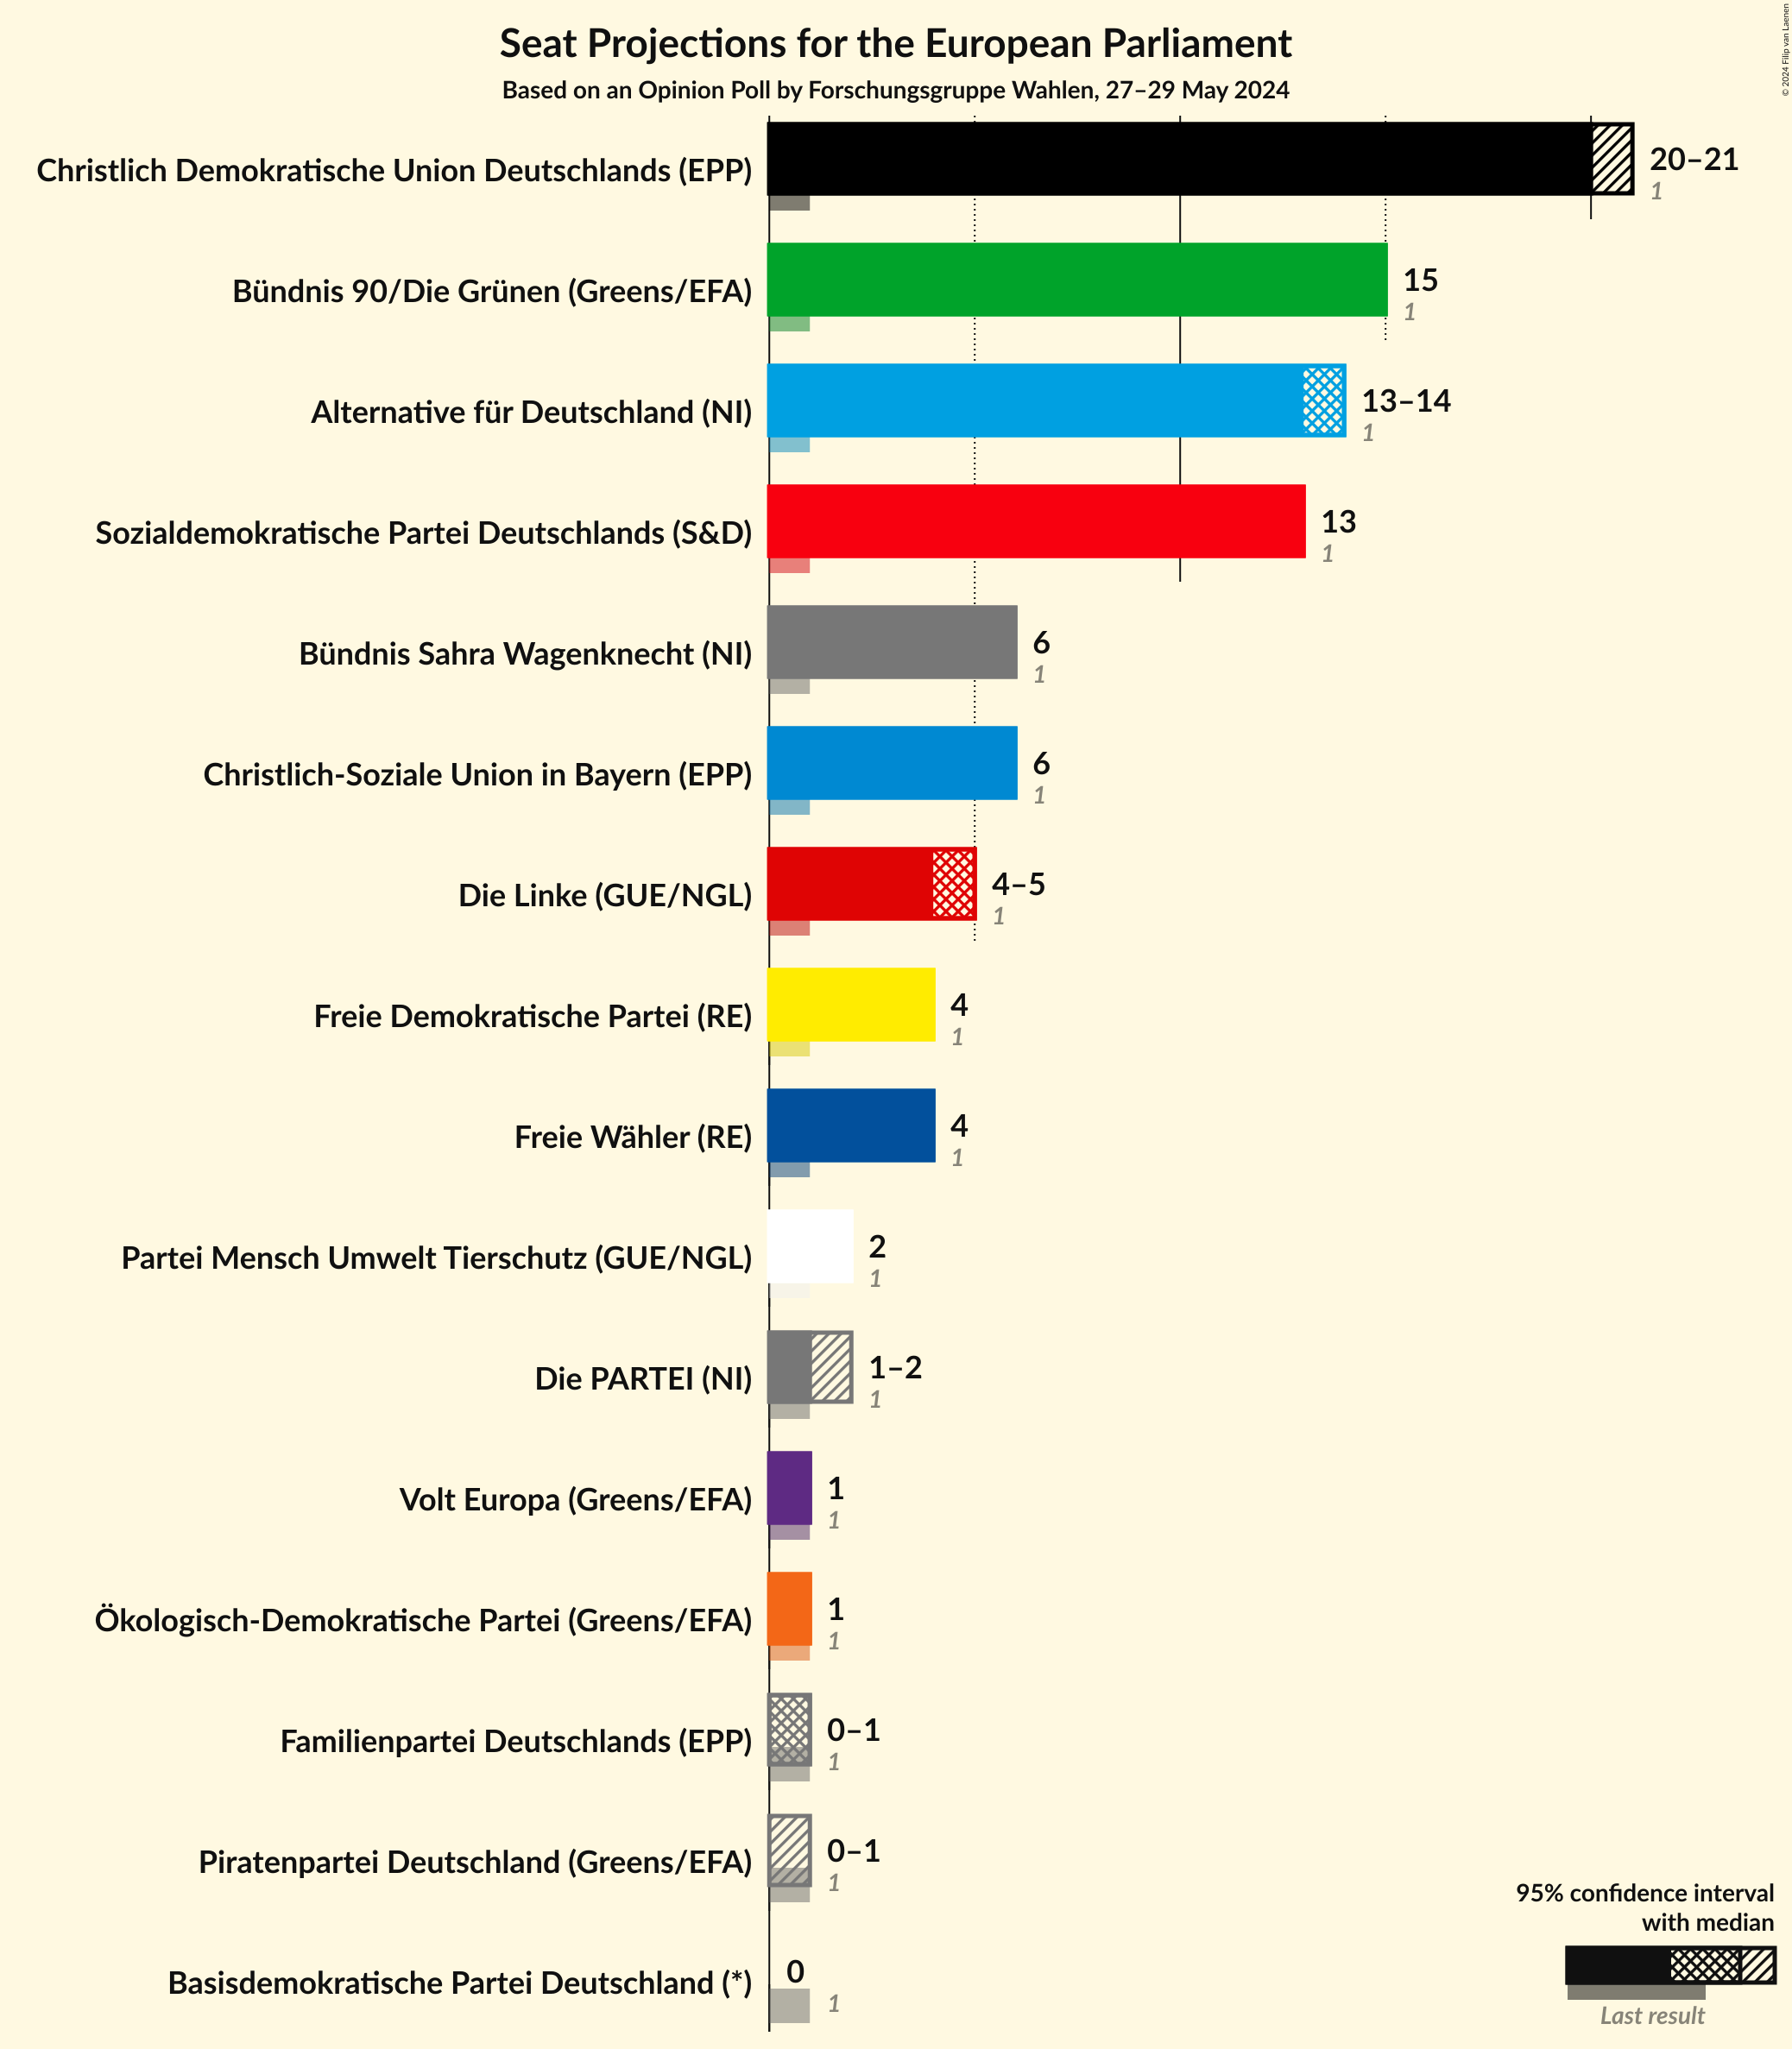 Seat Projections for the European Parliament
Based on an Opinion Poll by Forschungsgruppe Wahlen, 27–29 May 2024
© 2024 Filip van Laenen
Christlich Demokratische Union Deutschlands (EPP)
20–21
1
Bündnis 90/Die Grünen (Greens/EFA)
15
1
Alternative für Deutschland (NI)
13–14
1
Sozialdemokratische Partei Deutschlands (S&D)
13
1
Bündnis Sahra Wagenknecht (NI)
6
1
Christlich-Soziale Union in Bayern (EPP)
6
1
Die Linke (GUE/NGL)
4–5
1
Freie Demokratische Partei (RE)
4
1
Freie Wähler (RE)
4
1
Partei Mensch Umwelt Tierschutz (GUE/NGL)
2
1
Die PARTEI (NI)
1–2
1
Volt Europa (Greens/EFA)
1
1
Ökologisch-Demokratische Partei (Greens/EFA)
1
1
Familienpartei Deutschlands (EPP)
0–1
1
Piratenpartei Deutschland (Greens/EFA)
0–1
1
Basisdemokratische Partei Deutschland (*)
0
1
95% confidence interval
with median
Last result